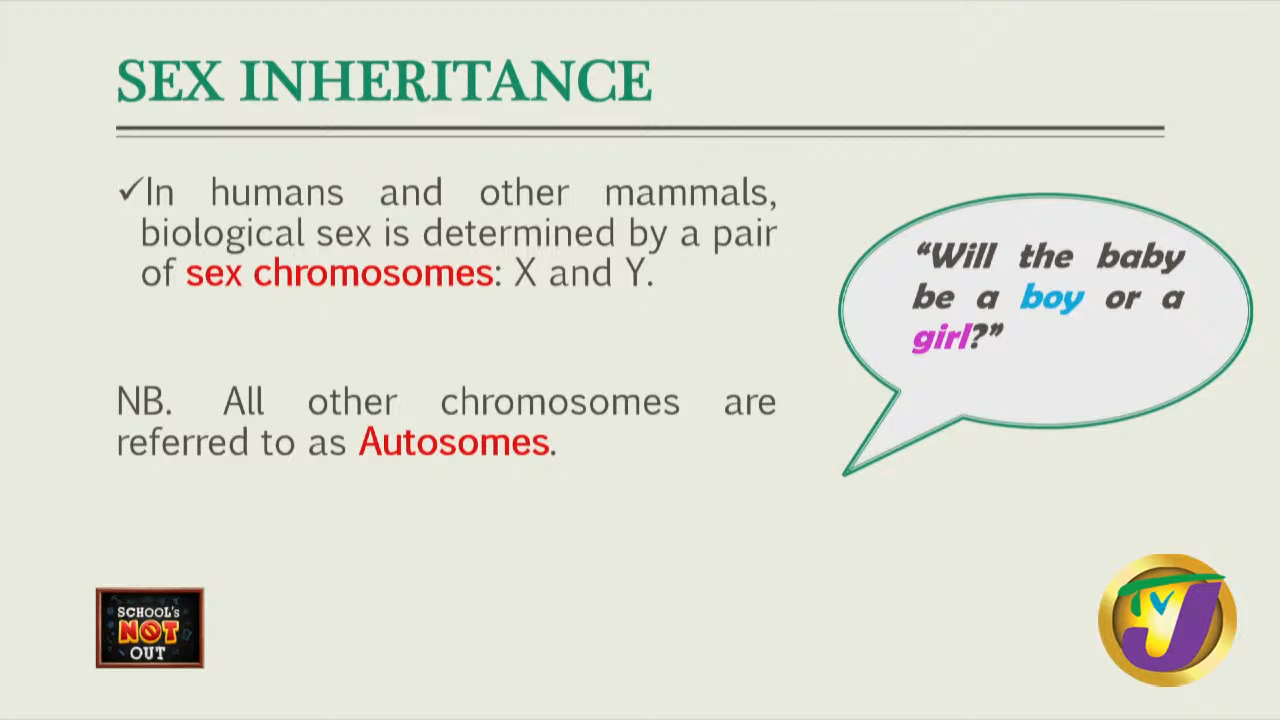 SEX INHERITANCE
✓In humans and other mammals,
biological sex is determined by a pair
of sex chromosomes: X and Y.
NB. All other chromosomes are
referred to as Autosomes.
“Will the baby
be a boy or a
girl?”
SCHOOL's
NOT
OUT
TVJ